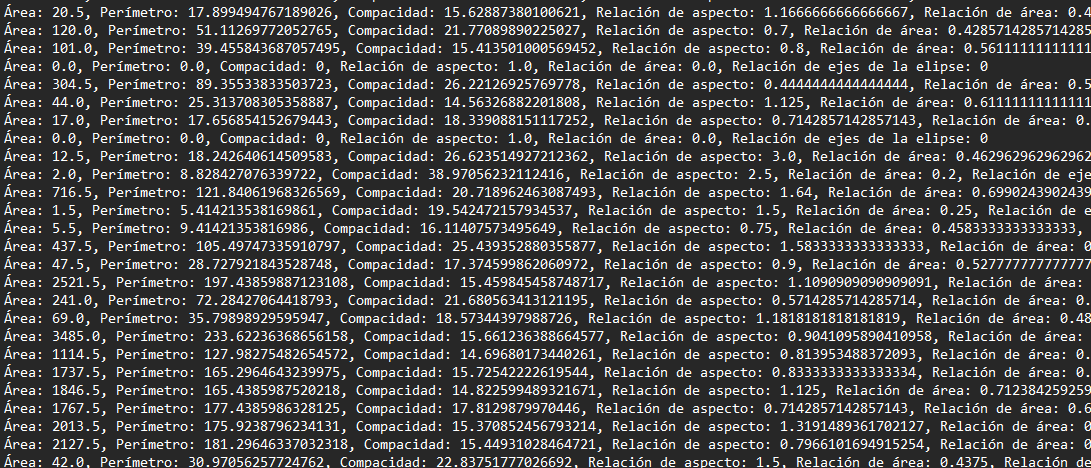 Área: 20.5, Perímetro: 17.899494767189026, Compacidad: 15.62887380100621, Relación de aspecto: 1.1666666666666667, Relación de área: 0.4
Área: 120.0, Perímetro: 51.11269772052765, Compacidad: 21.77089890225027, Relación de aspecto: 0.7, Relación de área: 0.4285714285714285
Área: 101.0, Perímetro: 39.455843687057495, Compacidad: 15.413501000569452, Relación de aspecto: 0.8, Relación de área: 0.56111111111111
Área: 0.0, Perímetro: 0.0, Compacidad: 0, Relación de aspecto: 1.0, Relación de área: 0.0, Relación de ejes de la elipse: 0
Área: 304.5, Perímetro: 89.35533833503723, Compacidad: 26.22126925769778, Relación de aspecto: 0.4444444444444444, Relación de área: 0.5
Área: 44.0, Perímetro: 25.313708305358887, Compacidad: 14.56326882201808, Relación de aspecto: 1.125, Relación de área: 0.6111111111111
Área: 17.0, Perímetro: 17.656854152679443, Compacidad: 18.339088151117252, Relación de aspecto: 0.7142857142857143, Relación de área: 0.
Área: 0.0, Perímetro: 0.0, Compacidad: 0, Relación de aspecto: 1.0, Relación de área: 0.0, Relación de ejes de la elipse: 0
Área: 12.5, Perímetro: 18.242640614509583, Compacidad: 26.623514927212362, Relación de aspecto: 3.0, Relación de área: 0.462962962962962
Área: 2.0, Perímetro: 8.828427076339722, Compacidad: 38.97056232112416, Relación de aspecto: 2.5, Relación de área: 0.2, Relación de eje
Área: 716.5, Perímetro: 121.84061968326569, Compacidad: 20.718962463087493, Relación de aspecto: 1.64, Relación de área: 0.6990243902439
Área: 1.5, Perímetro: 5.414213538169861, Compacidad: 19.542472157934537, Relación de aspecto: 1.5, Relación de área: 0.25, Relación de e
Área: 5.5, Perímetro: 9.41421353816986, Compacidad: 16.11407573495649, Relación de aspecto: 0.75, Relación de área: 0.4583333333333333,
Área: 437.5, Perímetro: 105.49747335910797, Compacidad: 25.439352880355877, Relación de aspecto: 1.5833333333333333, Relación de área: 0
Área: 47.5, Perímetro: 28.727921843528748, Compacidad: 17.374599862060972, Relación de aspecto: 0.9, Relación de área: 0.527777777777777
Área: 2521.5, Perímetro: 197.43859887123108, Compacidad: 15.459845458748717, Relación de aspecto: 1.1090909090909091, Relación de área:
Área: 241.0, Perímetro: 72.28427064418793, Compacidad: 21.680563413121195, Relación de aspecto: 0.5714285714285714, Relación de área: 0.
Área: 69.0, Perímetro: 35.79898929595947, Compacidad: 18.57344397988726, Relación de aspecto: 1.1818181818181819, Relación de área: 0.48
Área: 3485.0, Perímetro: 233.62236368656158, Compacidad: 15.661236388664577, Relación de aspecto: 0.9041095890410958, Relación de área:
Área: 1114.5, Perímetro: 127.98275482654572, Compacidad: 14.69680173440261, Relación de aspecto: 0.813953488372093, Relación de área: 0.
Área: 1737.5, Perímetro: 165.2964643239975, Compacidad: 15.72542222619544, Relación de aspecto: 0.8333333333333334, Relación de área: 0.
Área: 1846.5, Perímetro: 165.4385987520218, Compacidad: 14.822599489321671, Relación de aspecto: 1.125, Relación de área: 0.712384259259
Área: 1767.5, Perímetro: 177.4385986328125, Compacidad: 17.8129879970446, Relación de aspecto: 0.7142857142857143, Relación de área: 0.6
Área: 2013.5, Perímetro: 175.9238796234131, Compacidad: 15.370852456793214, Relación de aspecto: 1.3191489361702127, Relación de área: 0
Área: 2127.5, Perímetro: 181.29646337032318, Compacidad: 15.44931028464721, Relación de aspecto: 0.7966101694915254, Relación de área: 0
Área: 42.0, Perímetro: 30.97056257724762, Compacidad: 22.83751777026692, Relación de aspecto: 1.5, Relación de área: 0.4375, Relación de